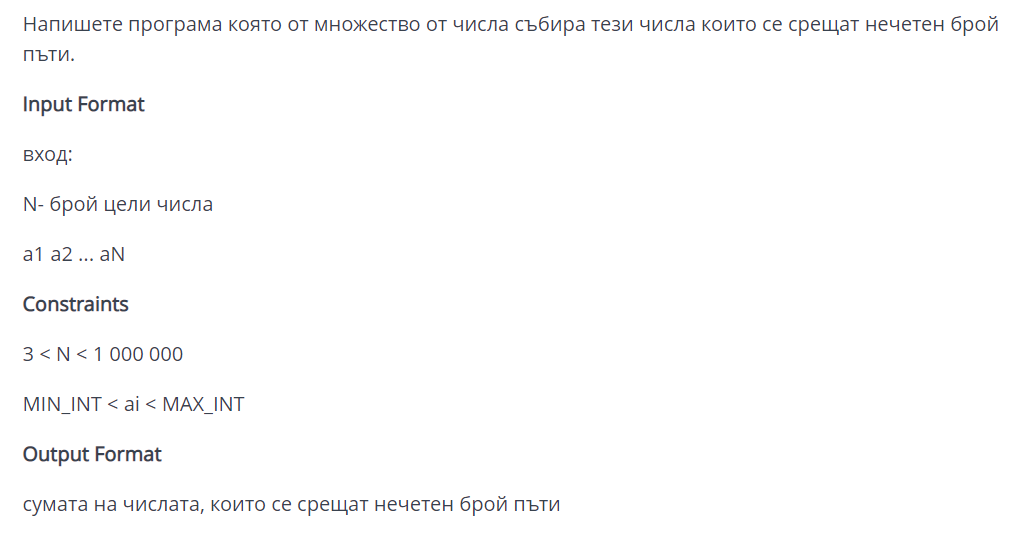 Напишете програма която от множество от числа събира тези числа които се срещат нечетен брой
пъти.
Input Format
вход:
N- брой цели числа
a1 a2 ... aN
Constraints
3 < N < 1 000 000
MIN_INT < ai < MAX_INT
Output Format
сумата на числата, които се срещат нечетен брой пъти